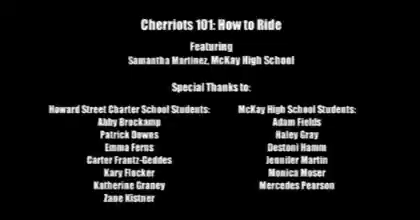 Cherriots 101: How to Ride
Featuring
Samantha Martinez, McKay High School
Special Thanks to:
Howard Street Charter School Students:
Abby Brockamp
Patrick Downs
Emma Ferns
Carter Frautz-Geddes
Kary Flocker
Katherine Graney
Zane Kistner
McKay High School Students:
Adam Fields
Haley Gray
Destoni Hamm
Jennifer Martin
Monica Moser
Mercedes Pearson